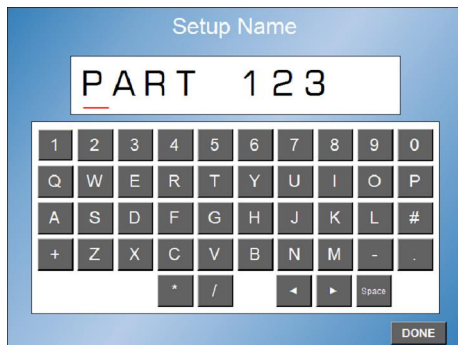 Setup Name
PART 123
1 2 3 4 5 6 7 8 9 0
Q W E R T Y U I O P
A S D F G H J K L #
+ Z X C V B N M - .
* / ◄ ► Space
DONE